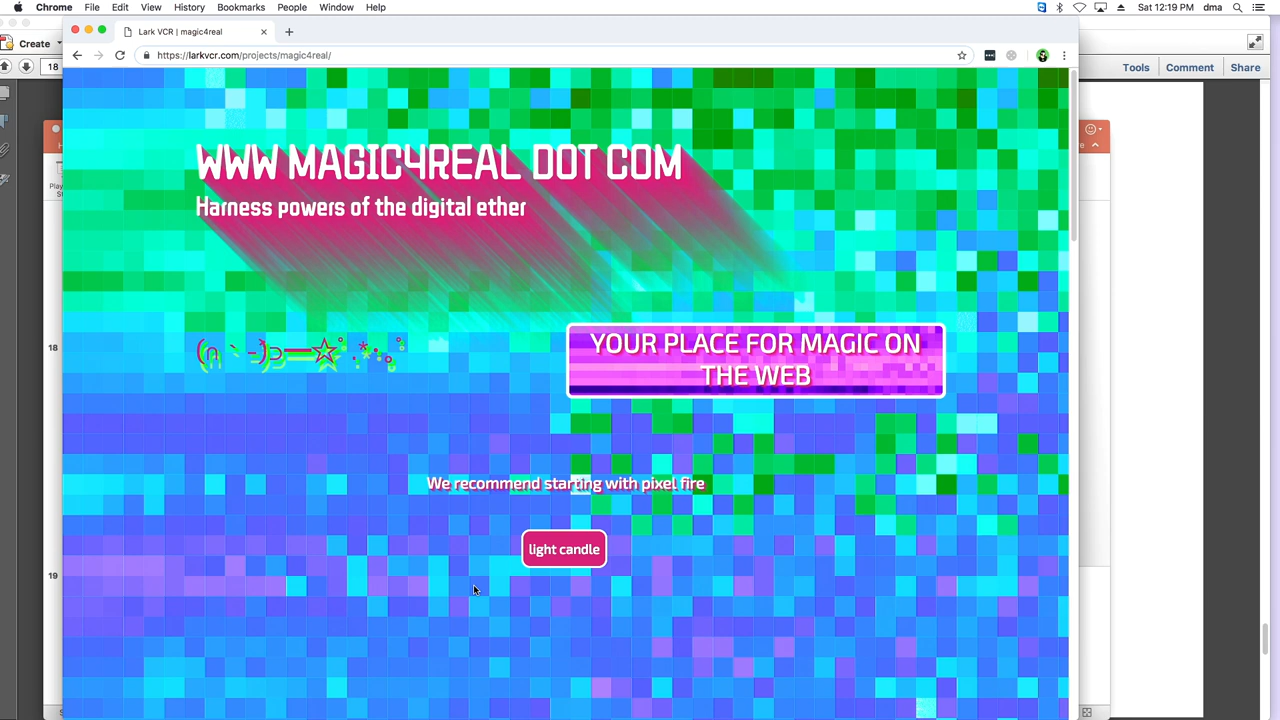 Chrome File Edit View History Bookmarks People Window Help Sat 12:19 PM dma
Lark VCR | magic4real
Create
https://larkvcr.com/projects/magic4real/
18
Tools Comment Share
WWW MAGIC4REAL DOT COM
Harness powers of the digital ether
18
(∩ ` -´)⊃━━☆ﾟ.*･｡ﾟ
YOUR PLACE FOR MAGIC ON
THE WEB
We recommend starting with pixel fire
light candle
19